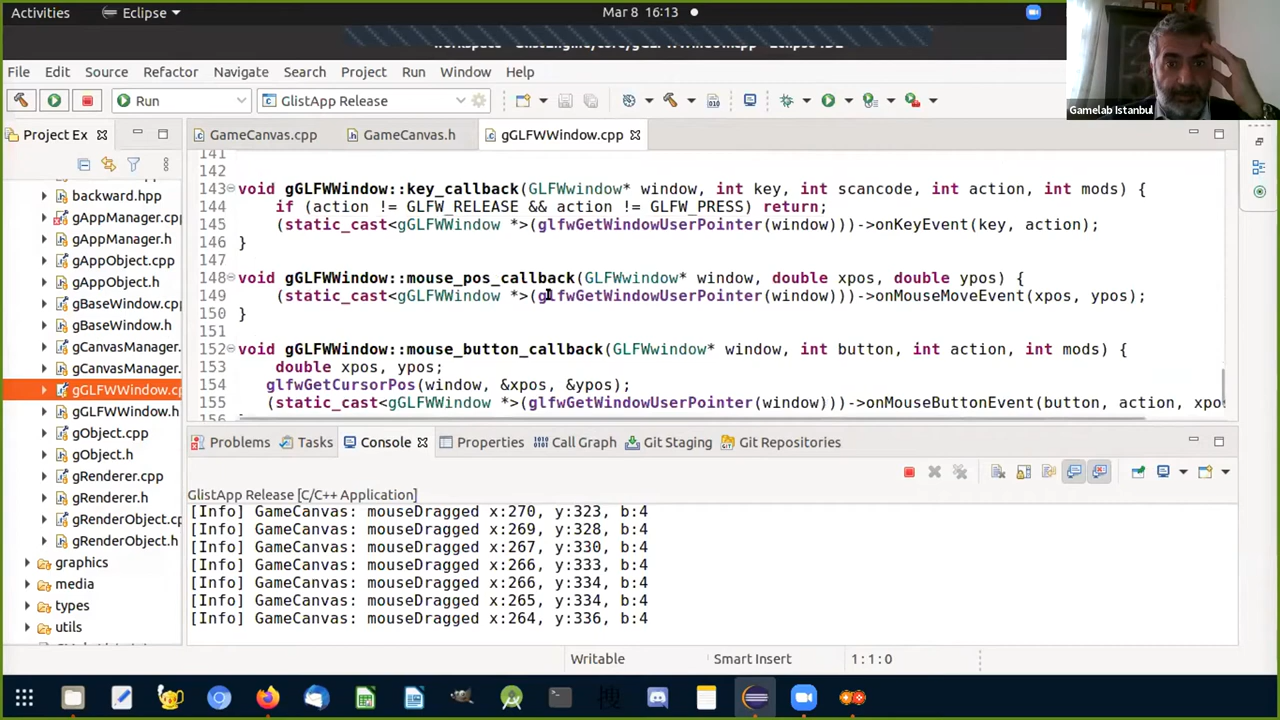 Activities Eclipse Mar 8 16:13
File Edit Source Refactor Navigate Search Project Run Window Help
Gamelab Istanbul
Run GlistApp Release
Project Ex GameCanvas.cpp GameCanvas.h gGLFWWindow.cpp
backward.hpp
gAppManager.cp
gAppManager.h
gAppObject.cpp
gAppObject.h
gBaseWindow.cp
gBaseWindow.h
gCanvasManager.
gCanvasManager.
gGLFWWindow.cp
gGLFWWindow.h
gObject.cpp
gObject.h
gRenderer.cpp
gRenderer.h
gRenderObject.cp
gRenderObject.h
graphics
media
types
utils
141
142
143 void gGLFWWindow::key_callback(GLFWwindow* window, int key, int scancode, int action, int mods) {
144 if (action != GLFW_RELEASE && action != GLFW_PRESS) return;
145 (static_cast<gGLFWWindow *>(glfwGetWindowUserPointer(window)))->onKeyEvent(key, action);
146 }
147
148 void gGLFWWindow::mouse_pos_callback(GLFWwindow* window, double xpos, double ypos) {
149 (static_cast<gGLFWWindow *>(glfwGetWindowUserPointer(window)))->onMouseMoveEvent(xpos, ypos);
150 }
151
152 void gGLFWWindow::mouse_button_callback(GLFWwindow* window, int button, int action, int mods) {
153 double xpos, ypos;
154 glfwGetCursorPos(window, &xpos, &ypos);
155 (static_cast<gGLFWWindow *>(glfwGetWindowUserPointer(window)))->onMouseButtonEvent(button, action, xpo
Problems Tasks Console Properties Call Graph Git Staging Git Repositories
GlistApp Release [C/C++ Application]
[Info] GameCanvas: mouseDragged x:270, y:323, b:4
[Info] GameCanvas: mouseDragged x:269, y:328, b:4
[Info] GameCanvas: mouseDragged x:267, y:330, b:4
[Info] GameCanvas: mouseDragged x:266, y:333, b:4
[Info] GameCanvas: mouseDragged x:266, y:334, b:4
[Info] GameCanvas: mouseDragged x:265, y:334, b:4
[Info] GameCanvas: mouseDragged x:264, y:336, b:4
Writable Smart Insert 1:1:0